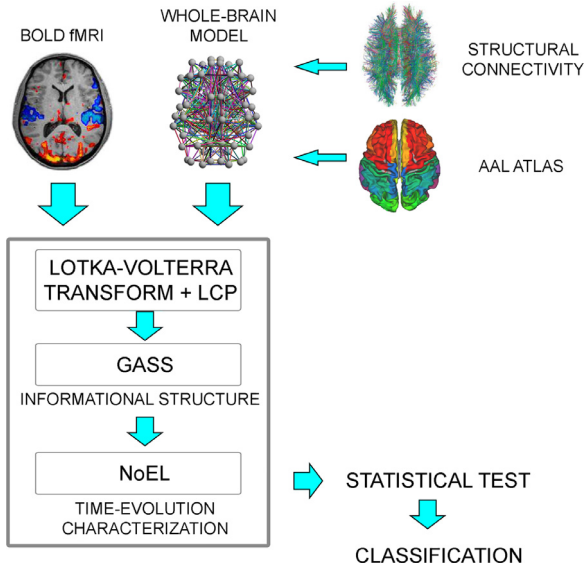 BOLD fMRI
WHOLE-BRAIN
MODEL
STRUCTURAL
CONNECTIVITY
AAL ATLAS
LOTKA-VOLTERRA
TRANSFORM + LCP
GASS
INFORMATIONAL STRUCTURE
NoEL
TIME-EVOLUTION
CHARACTERIZATION
STATISTICAL TEST
CLASSIFICATION